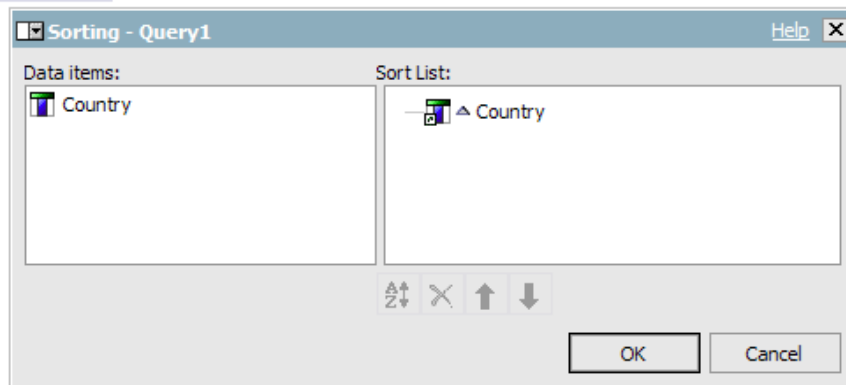 Sorting - Query1
Help
Data items:
Sort List:
Country
Country
OK
Cancel